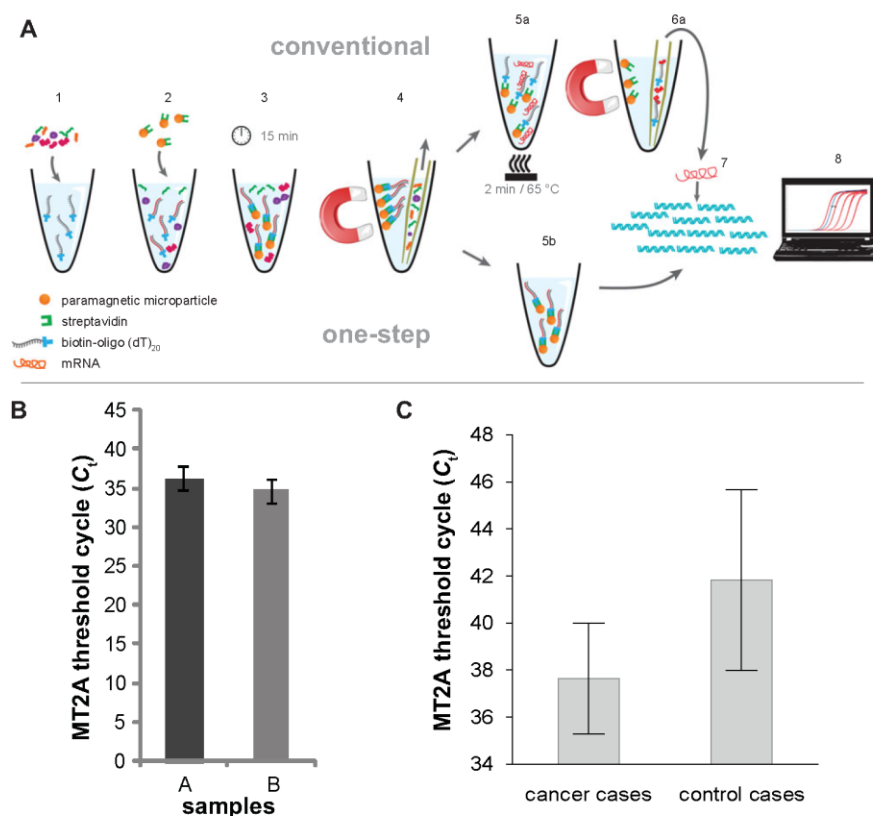 A
conventional
5a
6a
1
2
3
4
15 min
2 min / 65 °C
7
8
5b
paramagnetic microparticle
streptavidin
biotin-oligo (dT)20
mRNA
one-step
B
MT2A threshold cycle (Ct)
45
40
35
30
25
20
15
10
5
0
A
B
samples
C
MT2A threshold cycle (Ct)
48
46
44
42
40
38
36
34
cancer cases
control cases